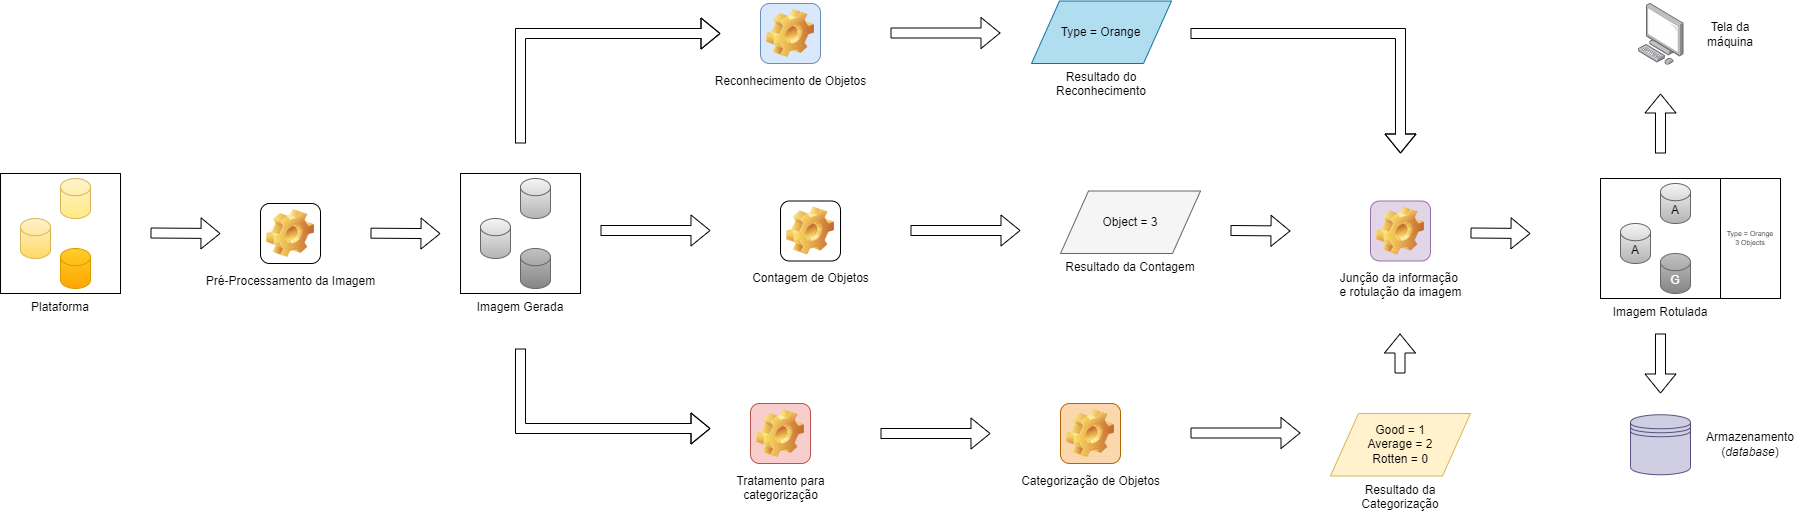 Type = Orange
Reconhecimento de Objetos
Resultado do
Reconhecimento
Tela da
máquina
Plataforma
Pré-Processamento da Imagem
Imagem Gerada
Contagem de Objetos
Object = 3
Resultado da Contagem
Junção da informação
e rotulação da imagem
A
A
G
Type = Orange
3 Objects
Imagem Rotulada
Tratamento para
categorização
Categorização de Objetos
Good = 1
Average = 2
Rotten = 0
Resultado da
Categorização
Armazenamento
(database)